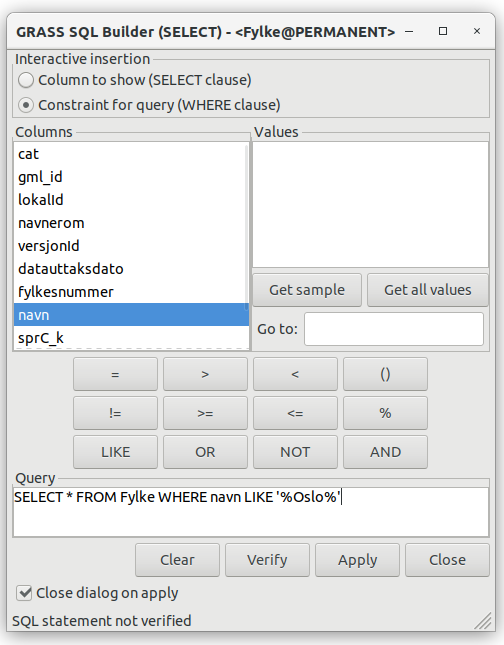 GRASS SQL Builder (SELECT) - <Fylke@PERMANENT>
Interactive insertion
Column to show (SELECT clause)
Constraint for query (WHERE clause)
Columns
Values
cat
gml_id
lokalId
navnerom
versjonId
datauttaksdato
fylkesnummer
navn
sprC_k
Get sample
Get all values
Go to:
= > < ()
!= >= <= %
LIKE OR NOT AND
Query
SELECT * FROM Fylke WHERE navn LIKE '%Oslo%'
Clear Verify Apply Close
Close dialog on apply
SQL statement not verified